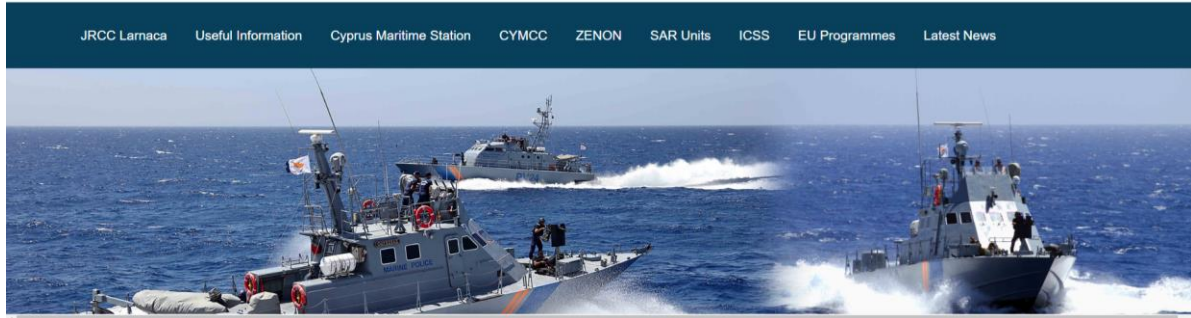 JRCC Larnaca Useful Information Cyprus Maritime Station CYMCC ZENON SAR Units ICSS EU Programmes Latest News
MARINE POLICE